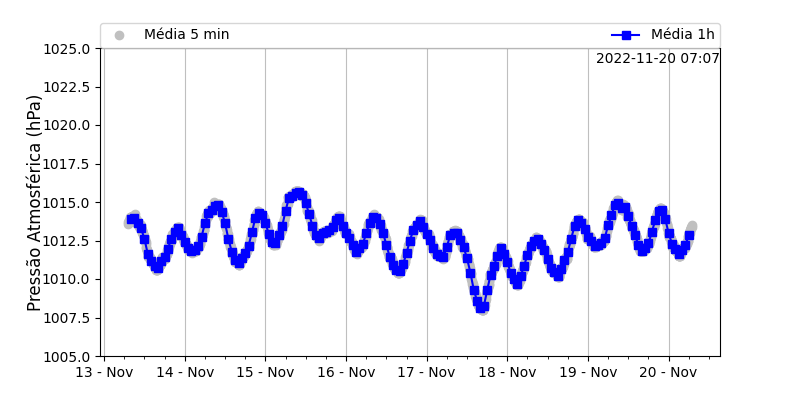 Média 5 min
Média 1h
2022-11-20 07:07
Pressão Atmosférica (hPa)
1025.0
1022.5
1020.0
1017.5
1015.0
1012.5
1010.0
1007.5
1005.0
13 - Nov
14 - Nov
15 - Nov
16 - Nov
17 - Nov
18 - Nov
19 - Nov
20 - Nov